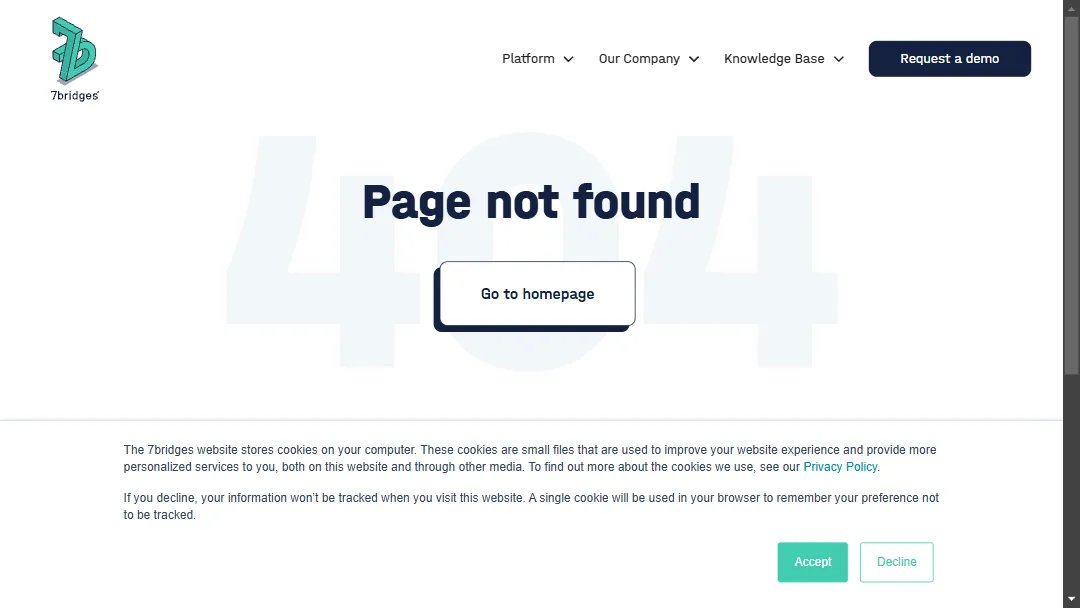 7bridges
Platform
Our Company
Knowledge Base
Request a demo
404
Page not found
Go to homepage
The 7bridges website stores cookies on your computer. These cookies are small files that are used to improve your website experience and provide more
personalized services to you, both on this website and through other media. To find out more about the cookies we use, see our Privacy Policy.
If you decline, your information won't be tracked when you visit this website. A single cookie will be used in your browser to remember your preference not
to be tracked.
Accept
Decline